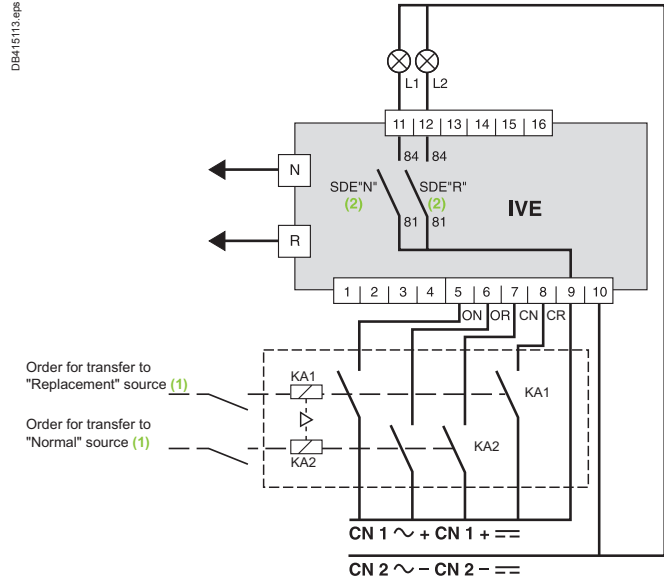 DB415113.eps
L1 L2
11 12 13 14 15 16
84 84
N
SDE"N" SDE"R"
(2) (2)
IVE
81 81
R
1 2 3 4 5 6 7 8 9 10
ON OR CN CR
Order for transfer to
"Replacement" source (1)
KA1
KA1
Order for transfer to
"Normal" source (1)
KA2
KA2
CN 1 ~ + CN 1 +
CN 2 ~ – CN 2 –